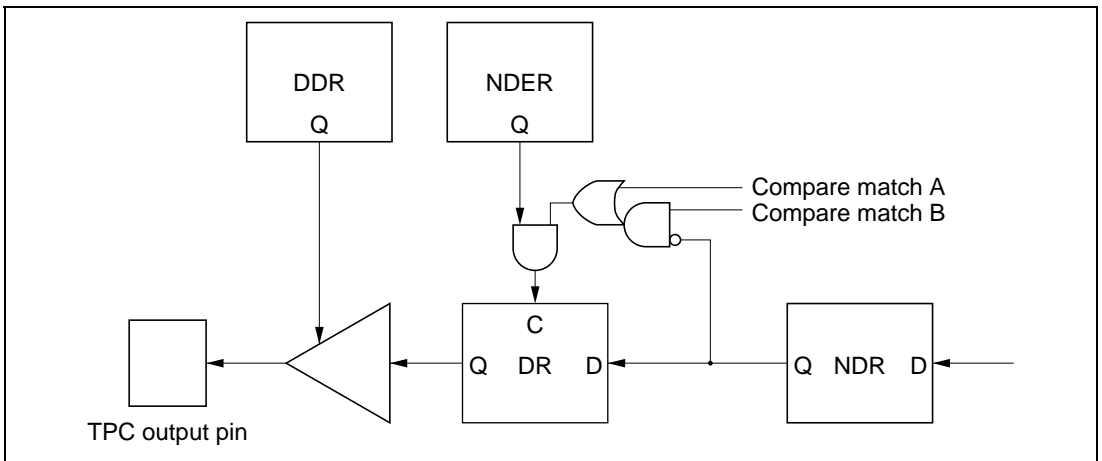 DDR
Q
NDER
Q
Compare match A
Compare match B
C
Q DR D
Q NDR D
TPC output pin